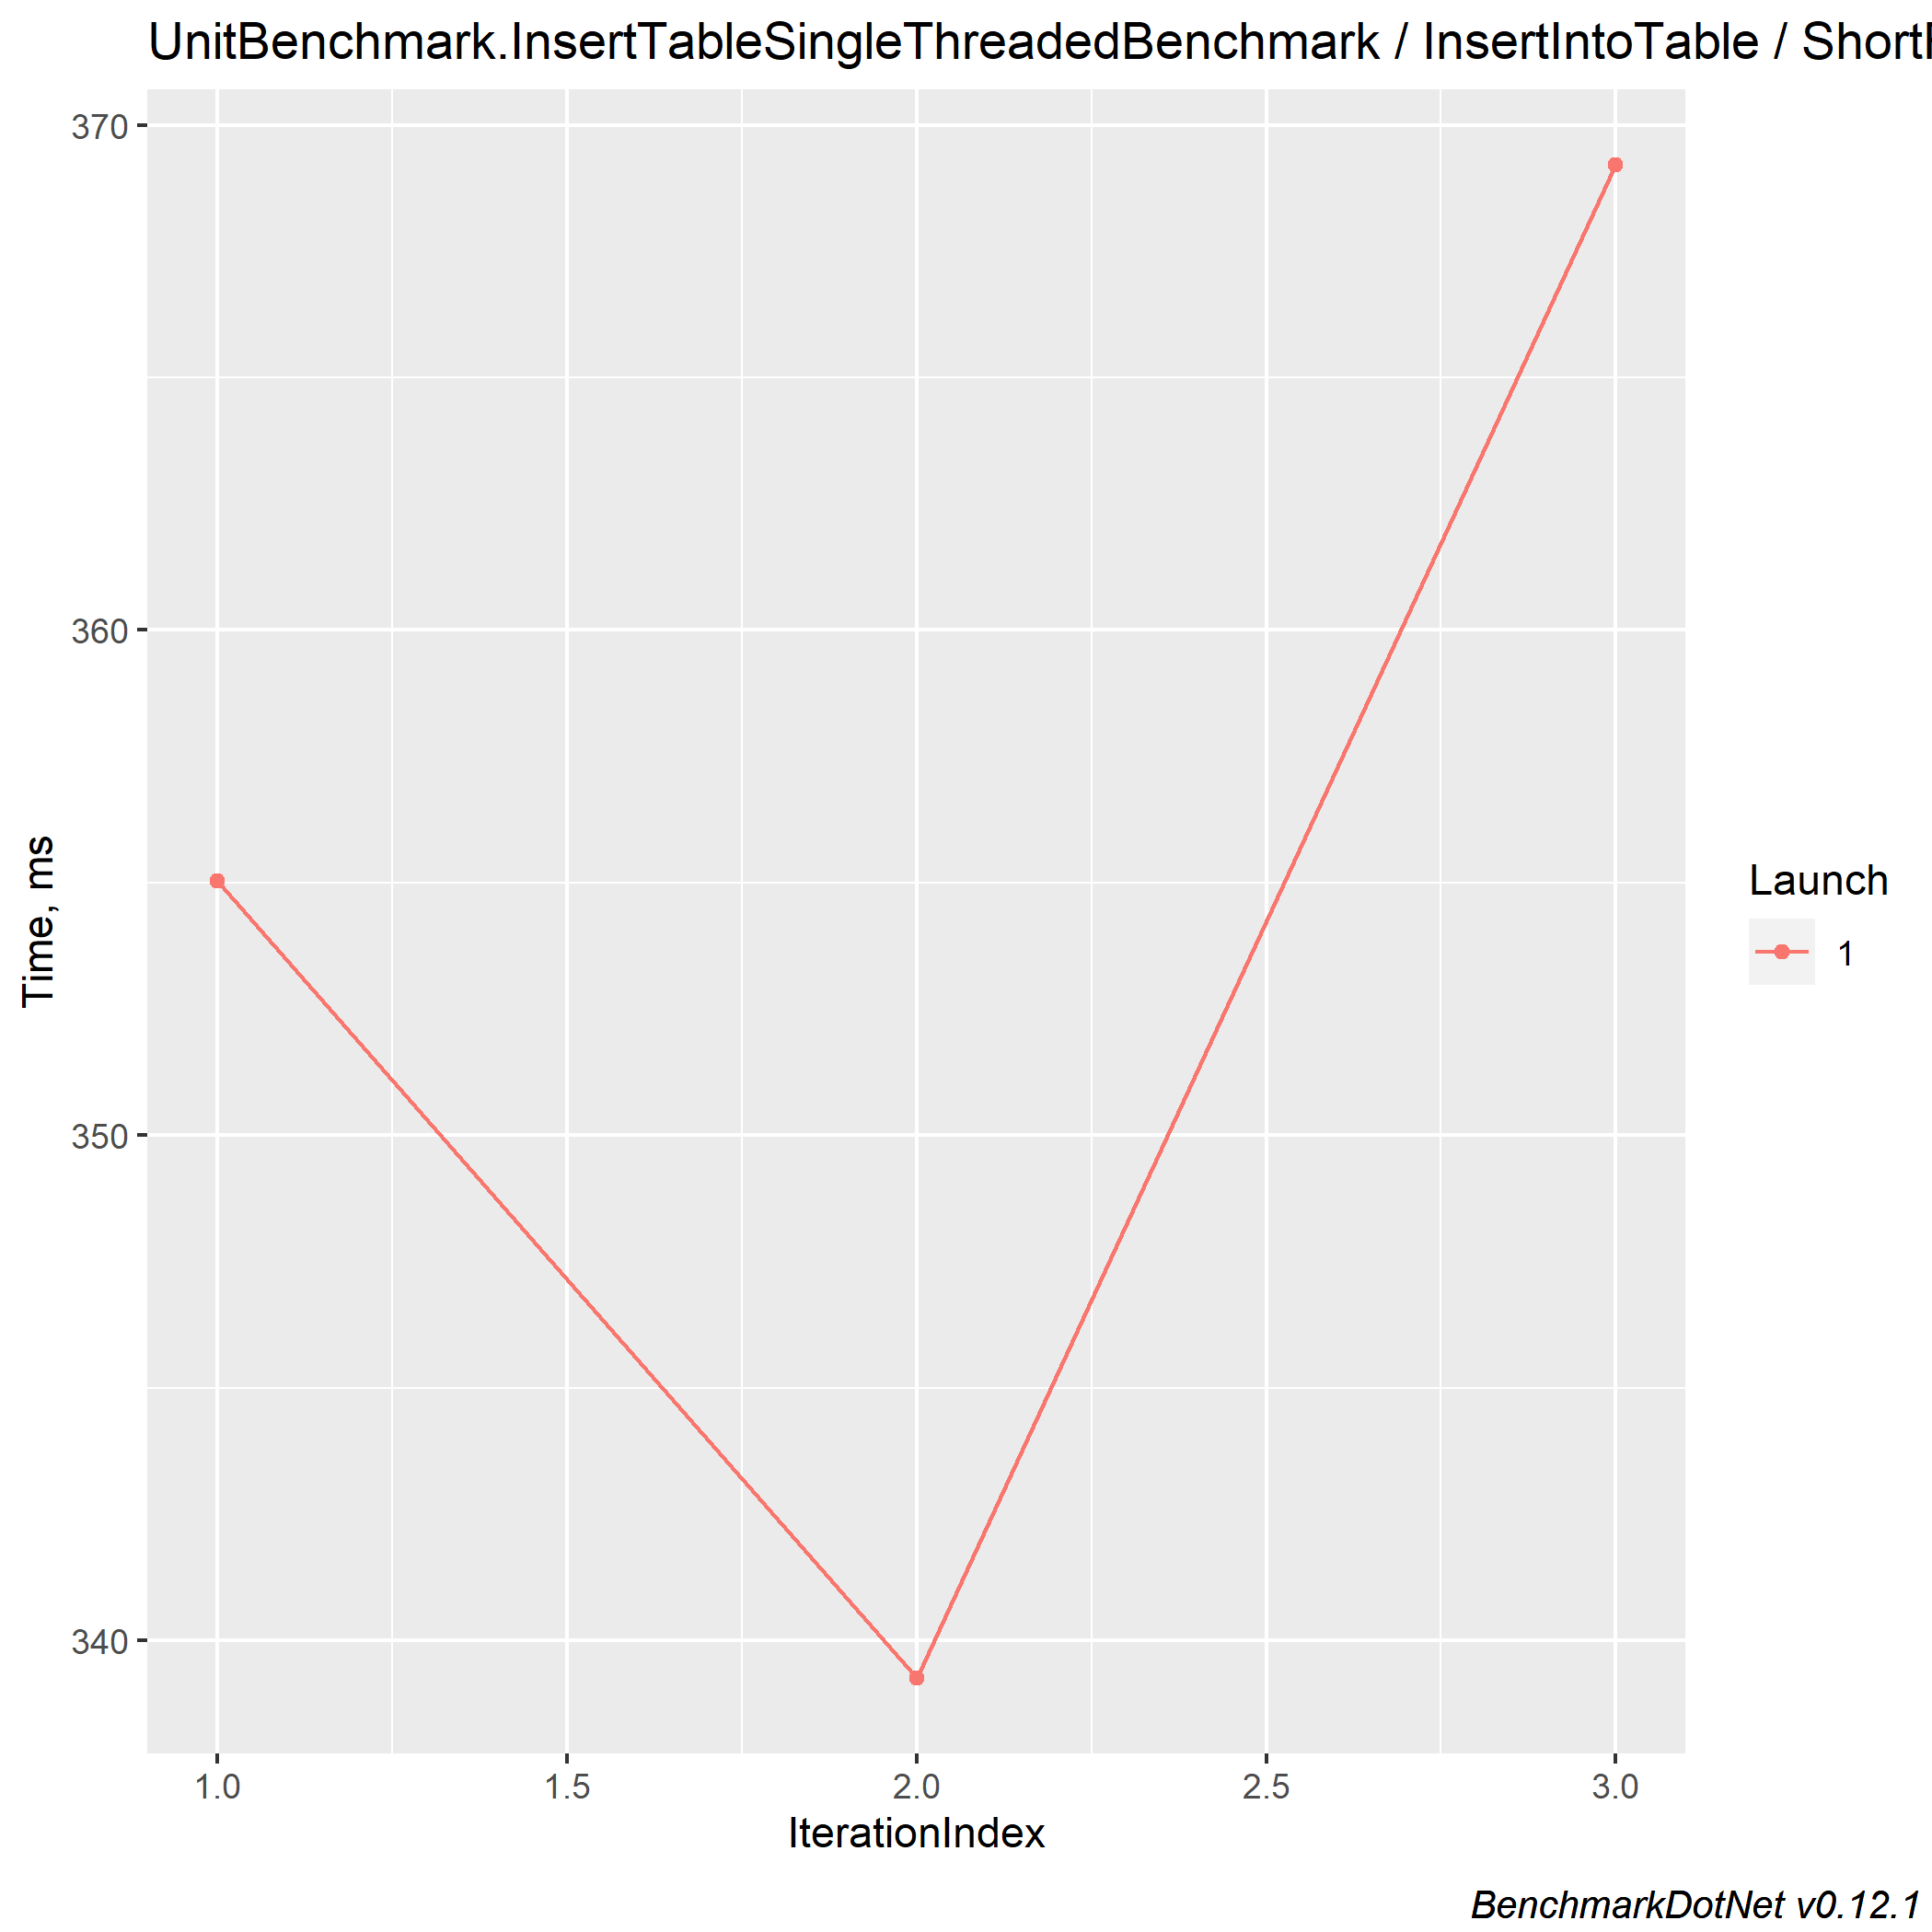 UnitBenchmark.InsertTableSingleThreadedBenchmark / InsertIntoTable /
370
360
350
340
Time, ms
1.0 1.5 2.0 2.5 3.0
IterationIndex
Launch
1
BenchmarkDotNet v0.12.1